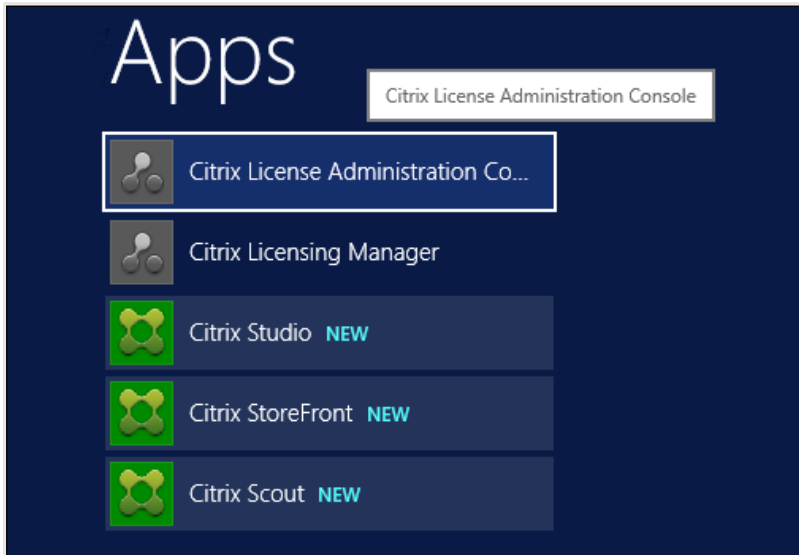 Apps
Citrix License Administration Console
Citrix License Administration Co...
Citrix Licensing Manager
Citrix Studio NEW
Citrix StoreFront NEW
Citrix Scout NEW